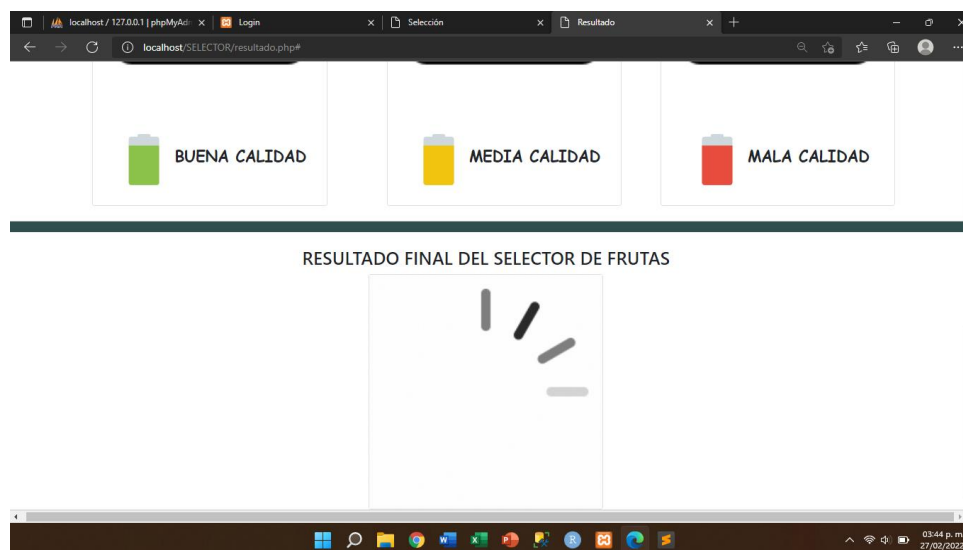 localhost / 127.0.0.1 | phpMyAd
Login
Selección
Resultado
localhost/SELECTOR/resultado.php#
BUENA CALIDAD
MEDIA CALIDAD
MALA CALIDAD
RESULTADO FINAL DEL SELECTOR DE FRUTAS
03:44 p. m
27/02/2022